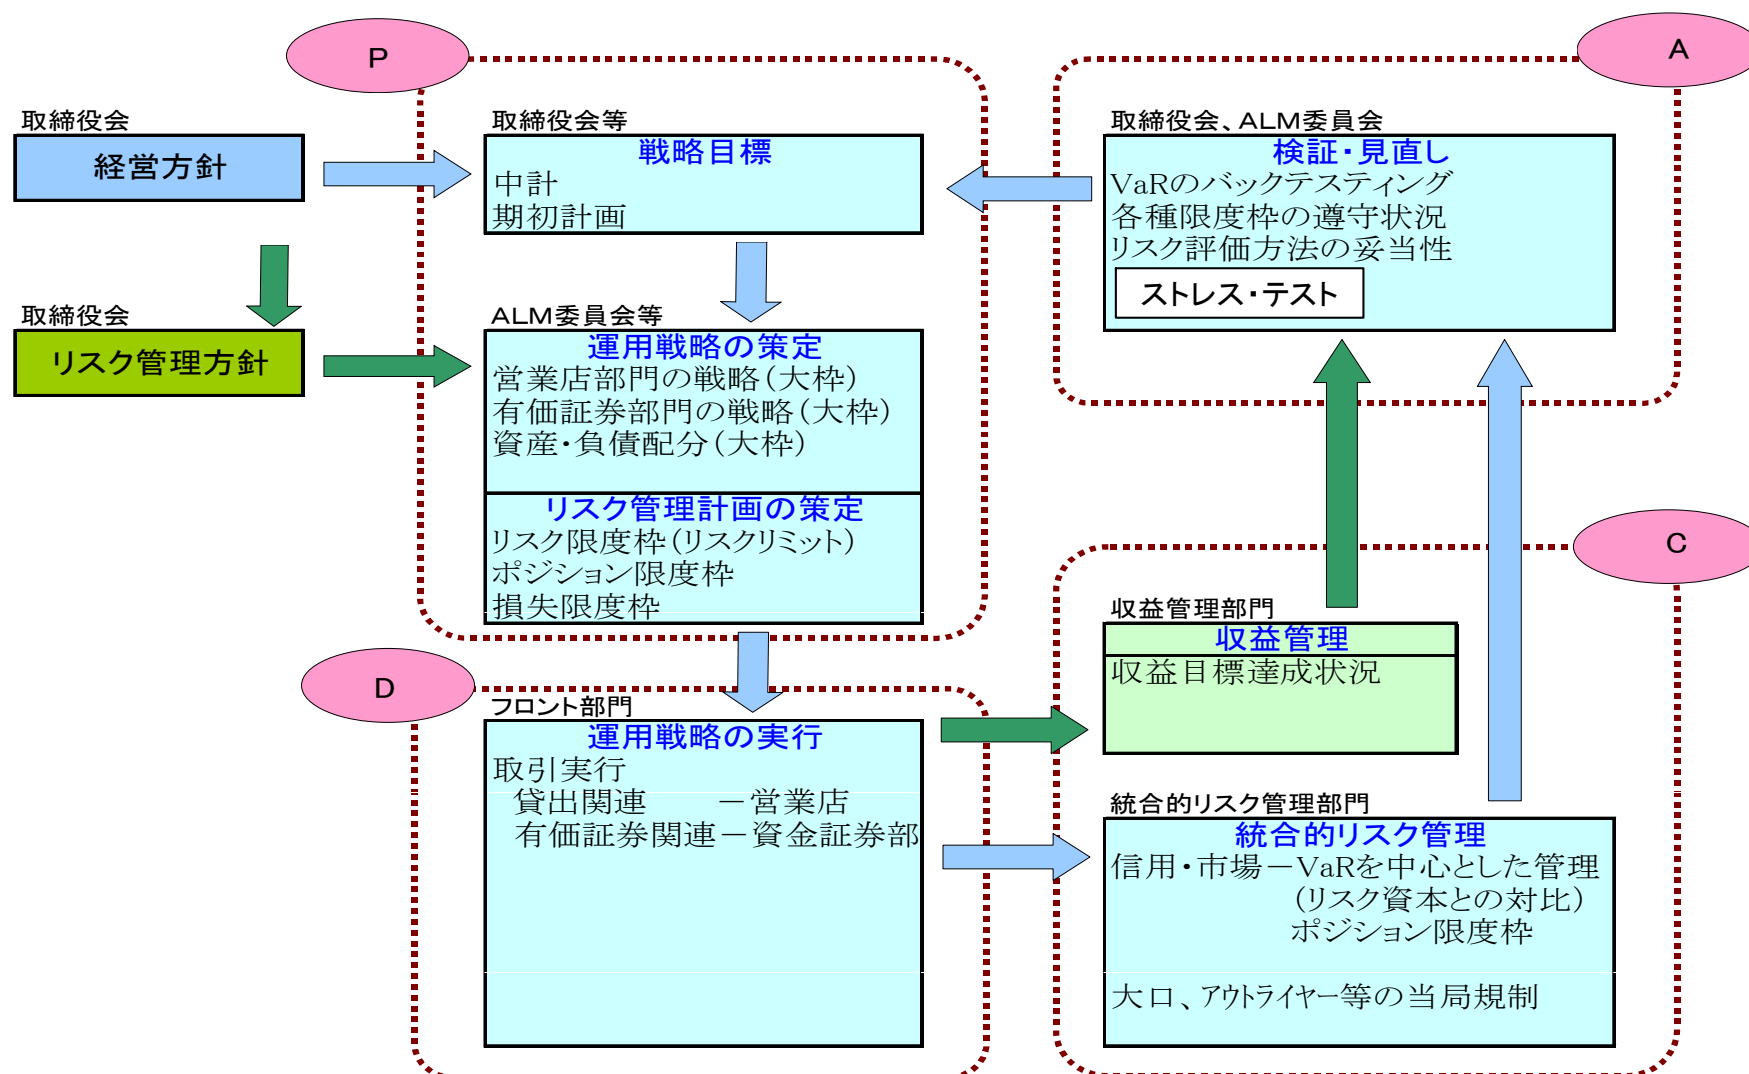 P
取締役会
経営方針
取締役会
リスク管理方針
取締役会等
戦略目標
中計
期初計画
ALM委員会等
運用戦略の策定
営業店部門の戦略(大枠)
有価証券部門の戦略(大枠)
資産・負債配分(大枠)
リスク管理計画の策定
リスク限度枠(リスクリミット)
ポジション限度枠
損失限度枠
D
フロント部門
運用戦略の実行
取引実行
貸出関連 －営業店
有価証券関連－資金証券部
A
取締役会、ALM委員会
検証・見直し
VaRのバックテスティング
各種限度枠の遵守状況
リスク評価方法の妥当性
ストレス・テスト
C
収益管理部門
収益管理
収益目標達成状況
統合的リスク管理部門
統合的リスク管理
信用・市場－VaRを中心とした管理
(リスク資本との対比)
ポジション限度枠
大口、アウトライヤー等の当局規制